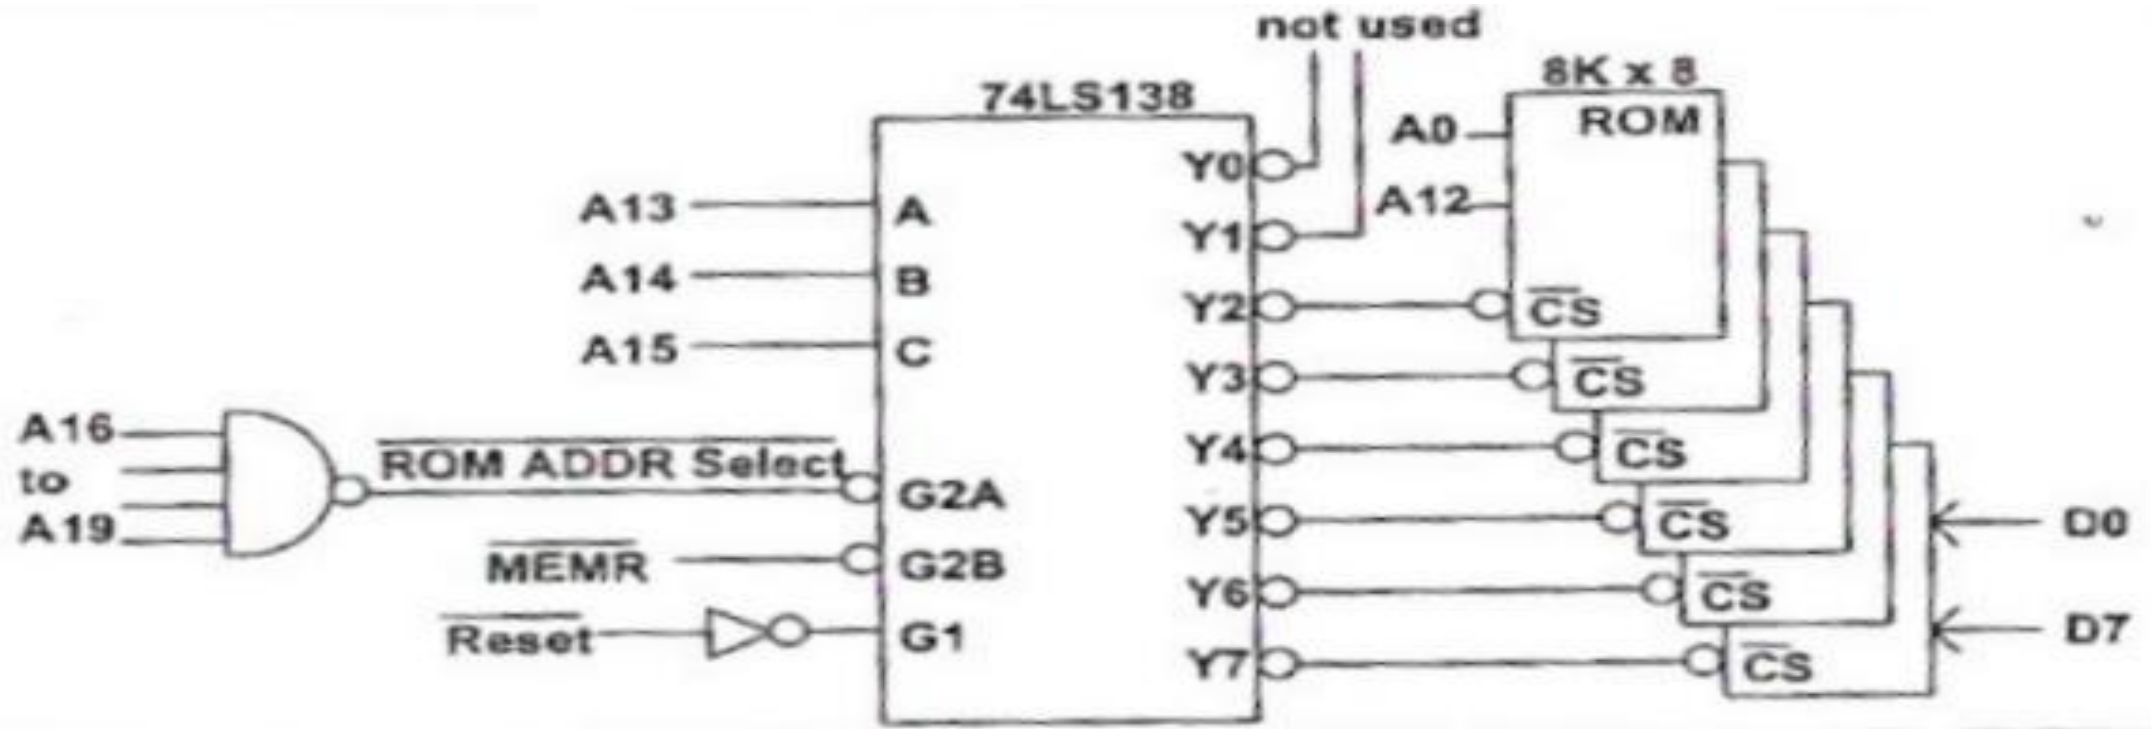 not used
8K x 8
74LS138
ROM
A0
Y0
A13
A
A12
Y1
A14
B
Y2
CS
A15
C
Y3
CS
A16
ROM ADDR Select
Y4
CS
to
G2A
A19
Y5
CS
D0
MEMR
G2B
Y6
CS
Reset
G1
D7
Y7
CS